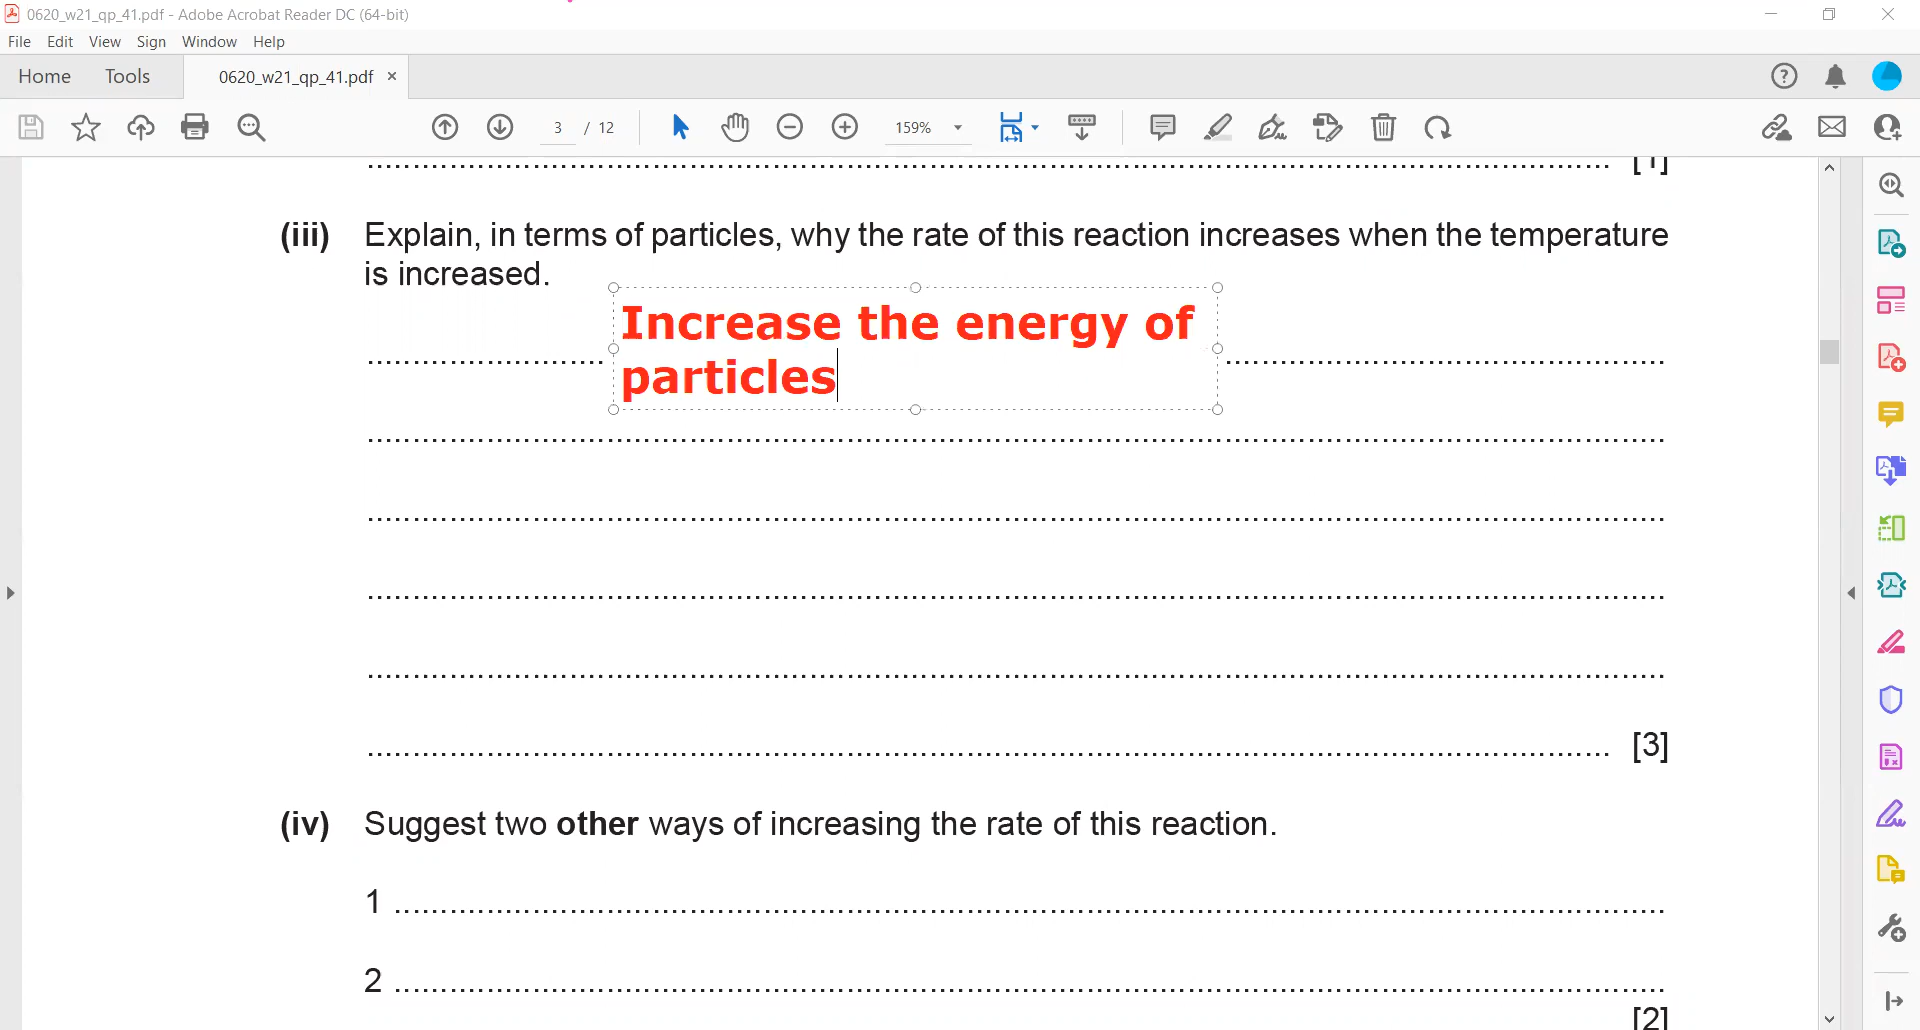 0620_w21_qp_41.pdf - Adobe Acrobat Reader DC (64-bit)
File Edit View Sign Window Help
Home Tools 0620_w21_qp_41.pdf ×
3 / 12 159%
[1]
(iii) Explain, in terms of particles, why the rate of this reaction increases when the temperature
is increased.
Increase the energy of
particles
[3]
(iv) Suggest two other ways of increasing the rate of this reaction.
1
2
[2]